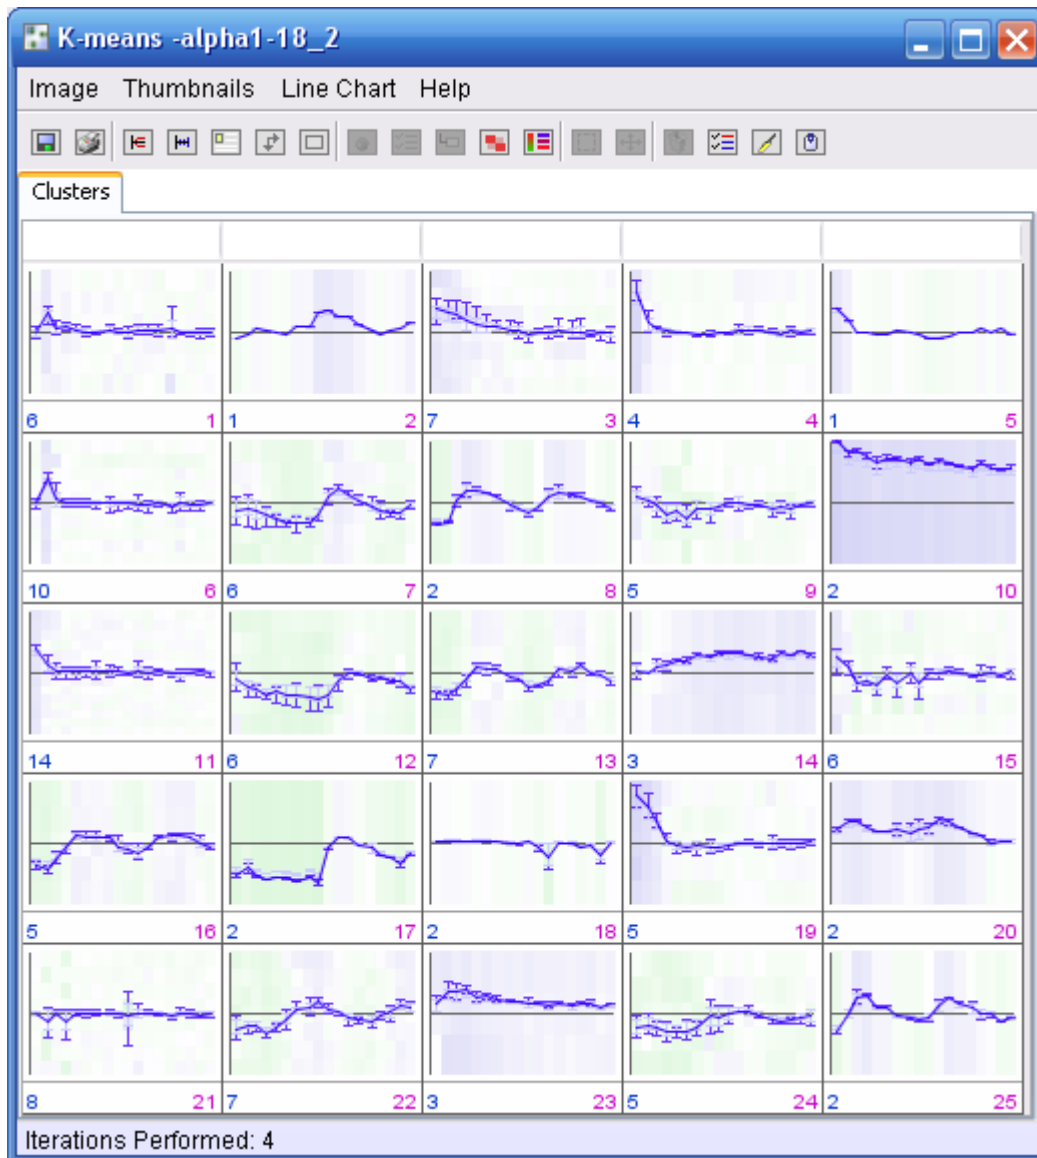 K-means -alpha1-18_2
Image Thumbnails Line Chart Help
Clusters
6 1 1 2 7 3 4 4 1 5
10 6 6 7 2 8 5 9 2 10
14 11 6 12 7 13 3 14 6 15
5 16 2 17 2 18 5 19 2 20
8 21 7 22 3 23 5 24 2 25
Iterations Performed: 4